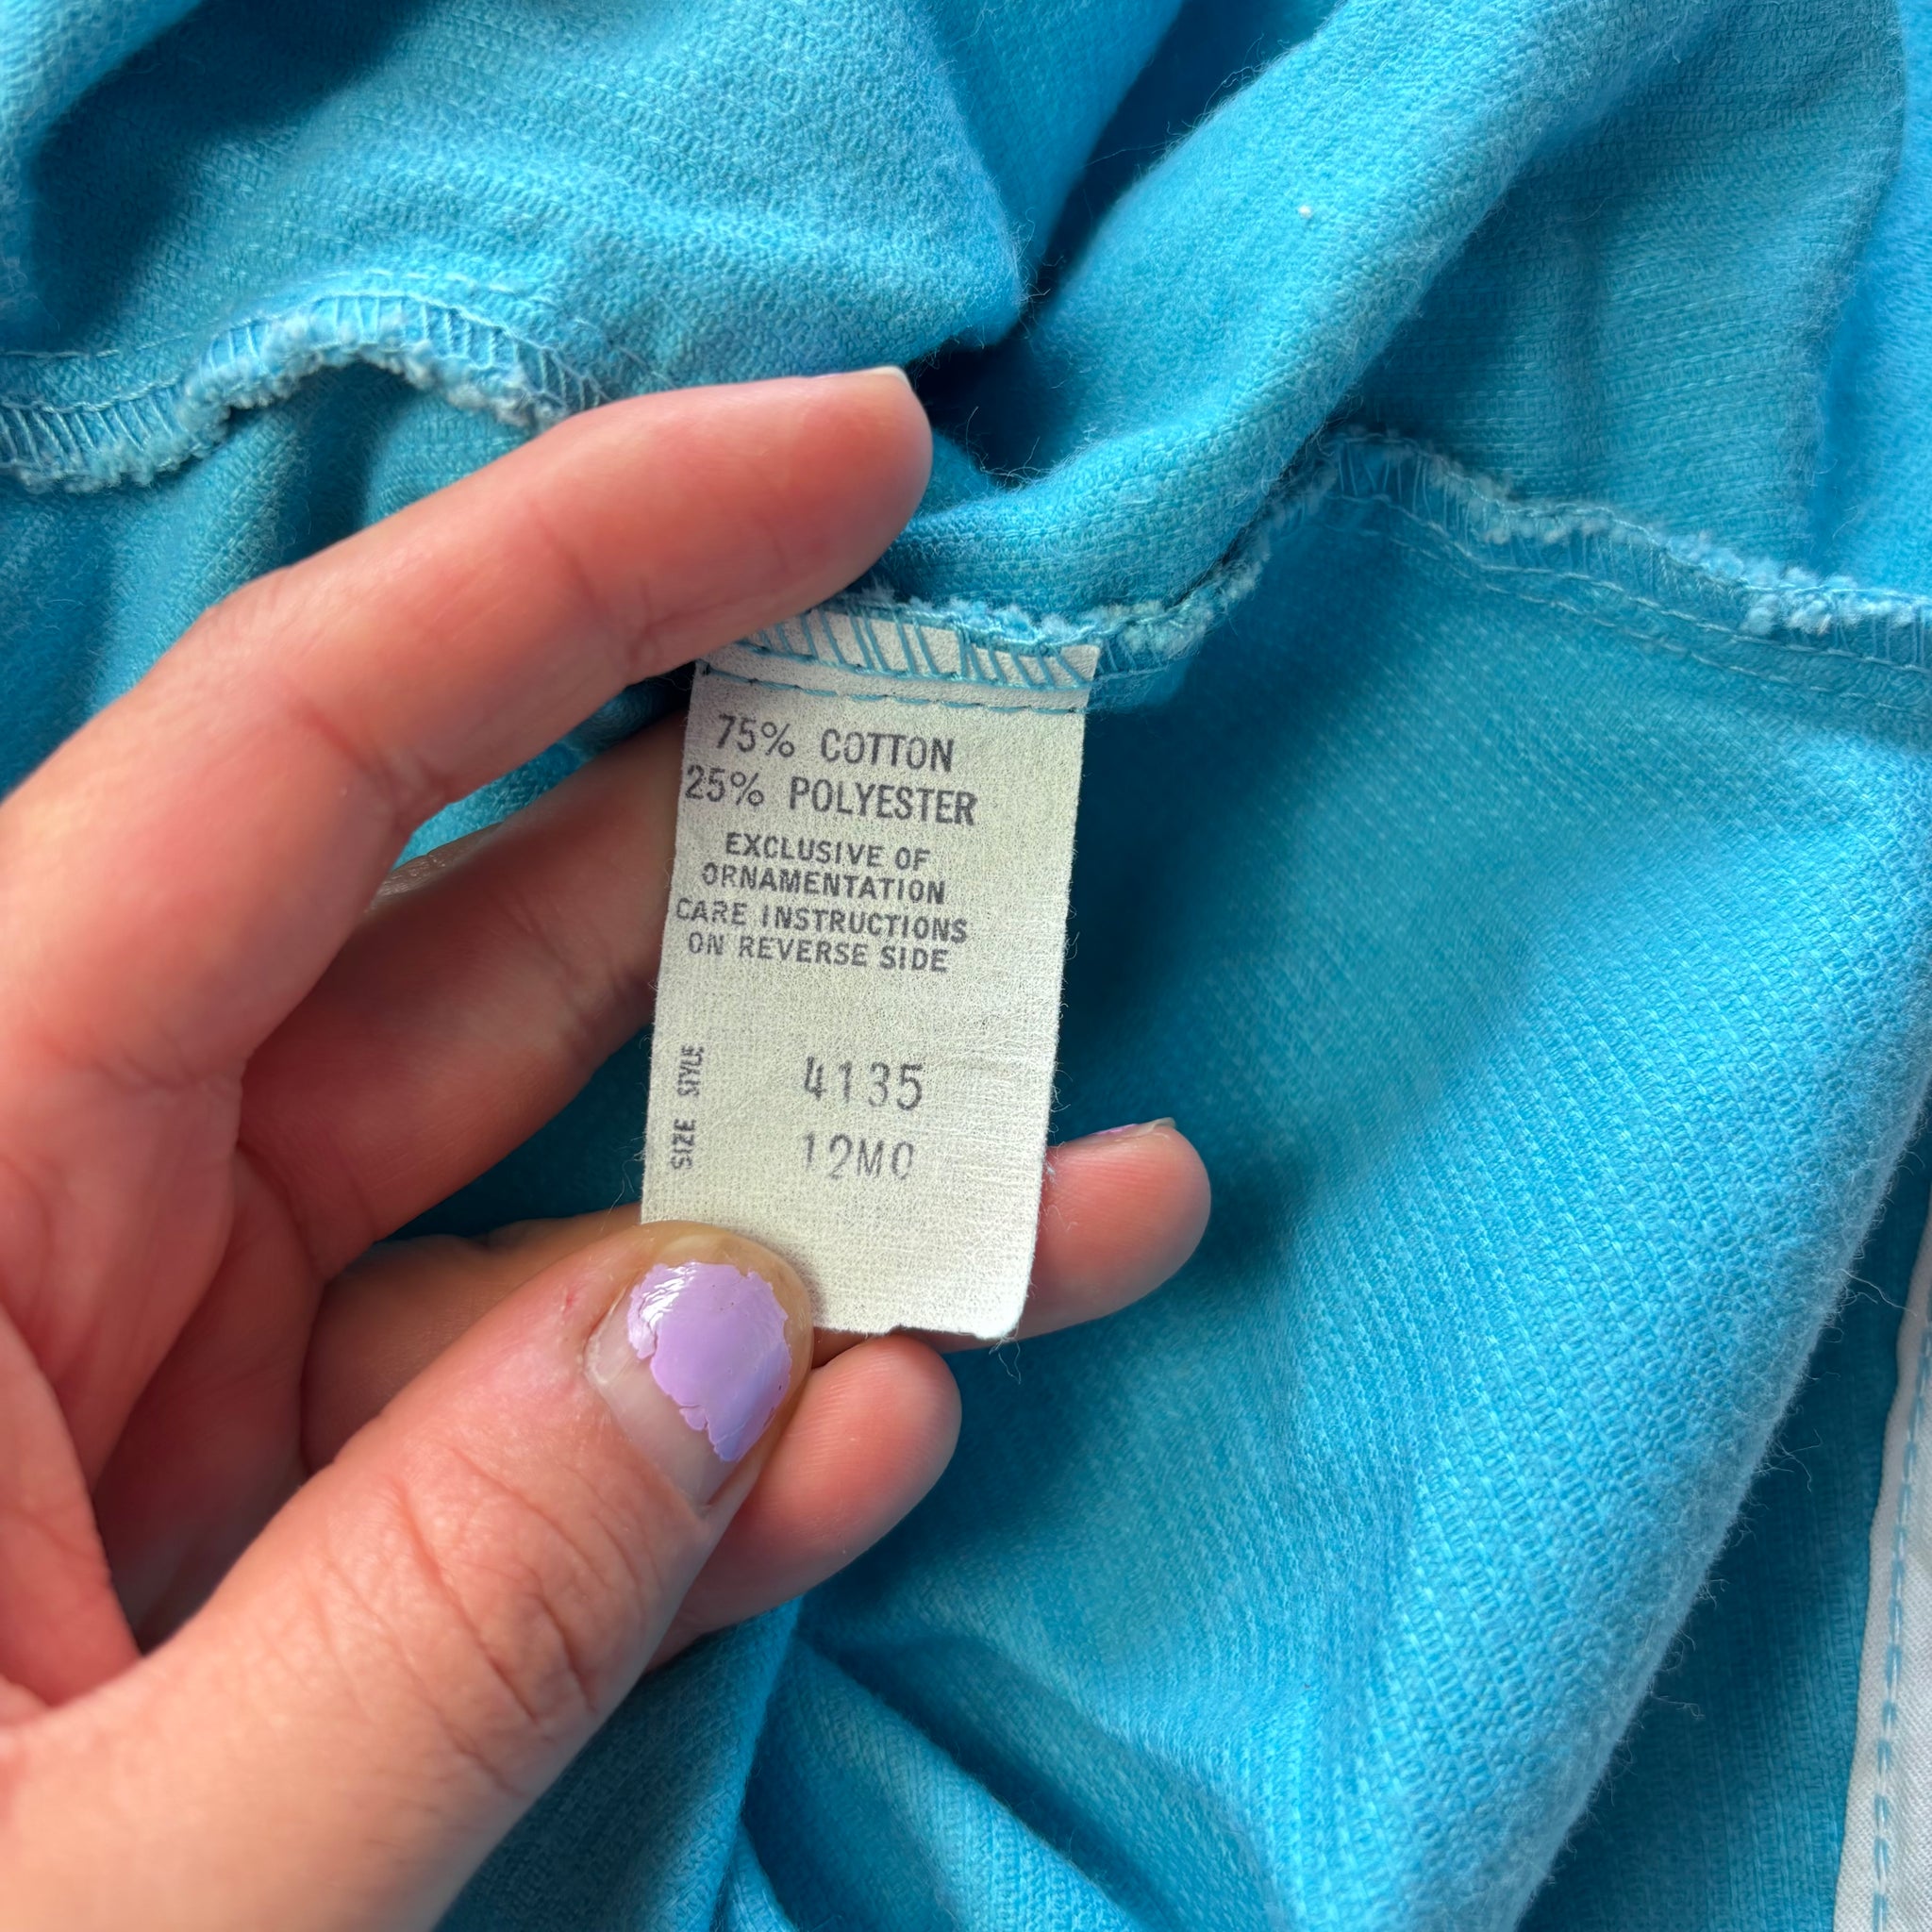 75% COTTON
25% POLYESTER
EXCLUSIVE OF
ORNAMENTATION
CARE INSTRUCTIONS
ON REVERSE SIDE
STYLE 4135
SIZE 12MO